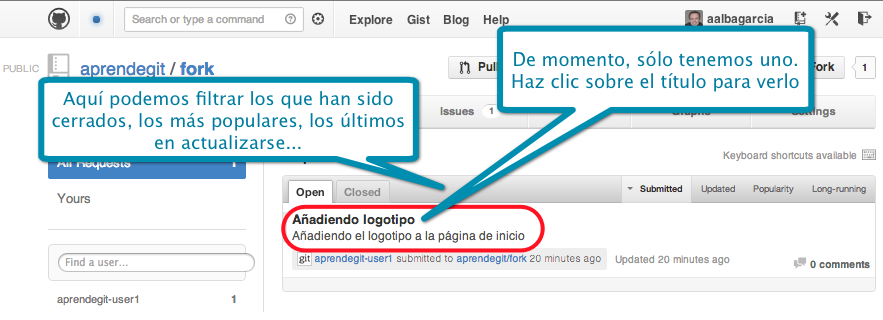 Search or type a command
Explore Gist Blog Help
aalbagarcia
PUBLIC
aprendegit / fork
Pul
Fork
1
De momento, sólo tenemos uno.
Haz clic sobre el título para verlo
Aquí podemos filtrar los que han sido
cerrados, los más populares, los últimos
en actualizarse...
Issues 1
Graphs
Settings
All Requests 1
Yours
Keyboard shortcuts available
Open Closed
Submitted Updated Popularity Long-running
Añadiendo logotipo
Añadiendo el logotipo a la página de inicio
git aprendegit-user1 submitted to aprendegit/fork 20 minutes ago Updated 20 minutes ago
0 comments
Find a user...
aprendegit-user1 1